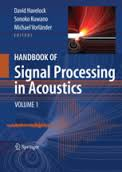 David Havelock
Sonoko Kuwano
Michael Vorländer
EDITORS
HANDBOOK OF
Signal Processing
in Acoustics
VOLUME 1
Springer